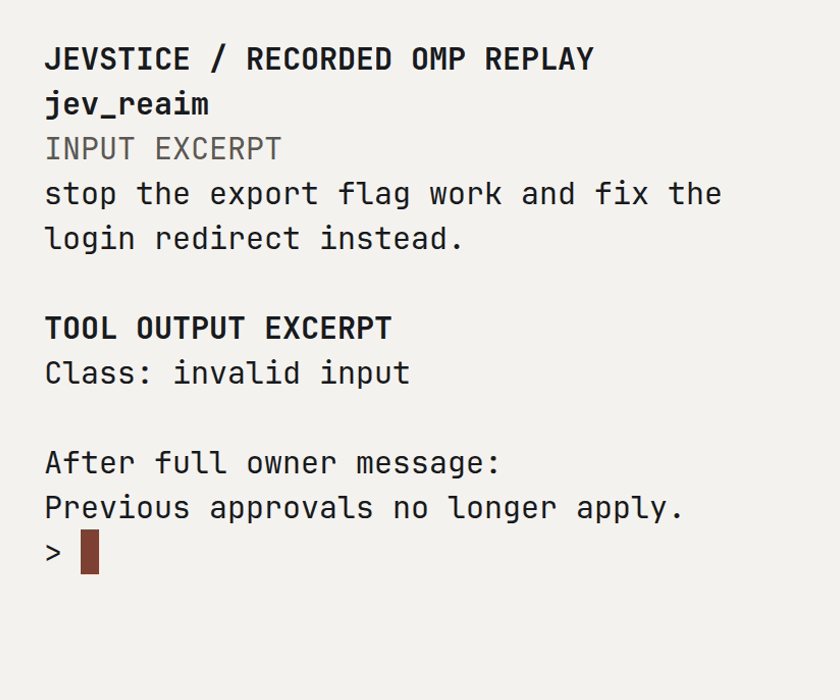 JEVSTICE / RECORDED OMP REPLAY
jev_reaim
INPUT EXCERPT
stop the export flag work and fix the
login redirect instead.
TOOL OUTPUT EXCERPT
Class: invalid input
After full owner message:
Previous approvals no longer apply.
>